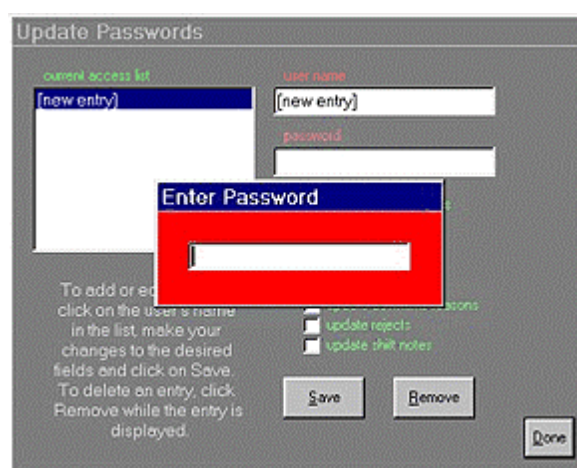 Update Passwords
current access list
user name
[new entry]
[new entry]
password
Enter Password
To add or e
click on the user's name
in the list, make your
changes to the desired
fields and click on Save.
To delete an entry, click
Remove while the entry is
displayed.
update rejects
update shift notes
Save
Remove
Done